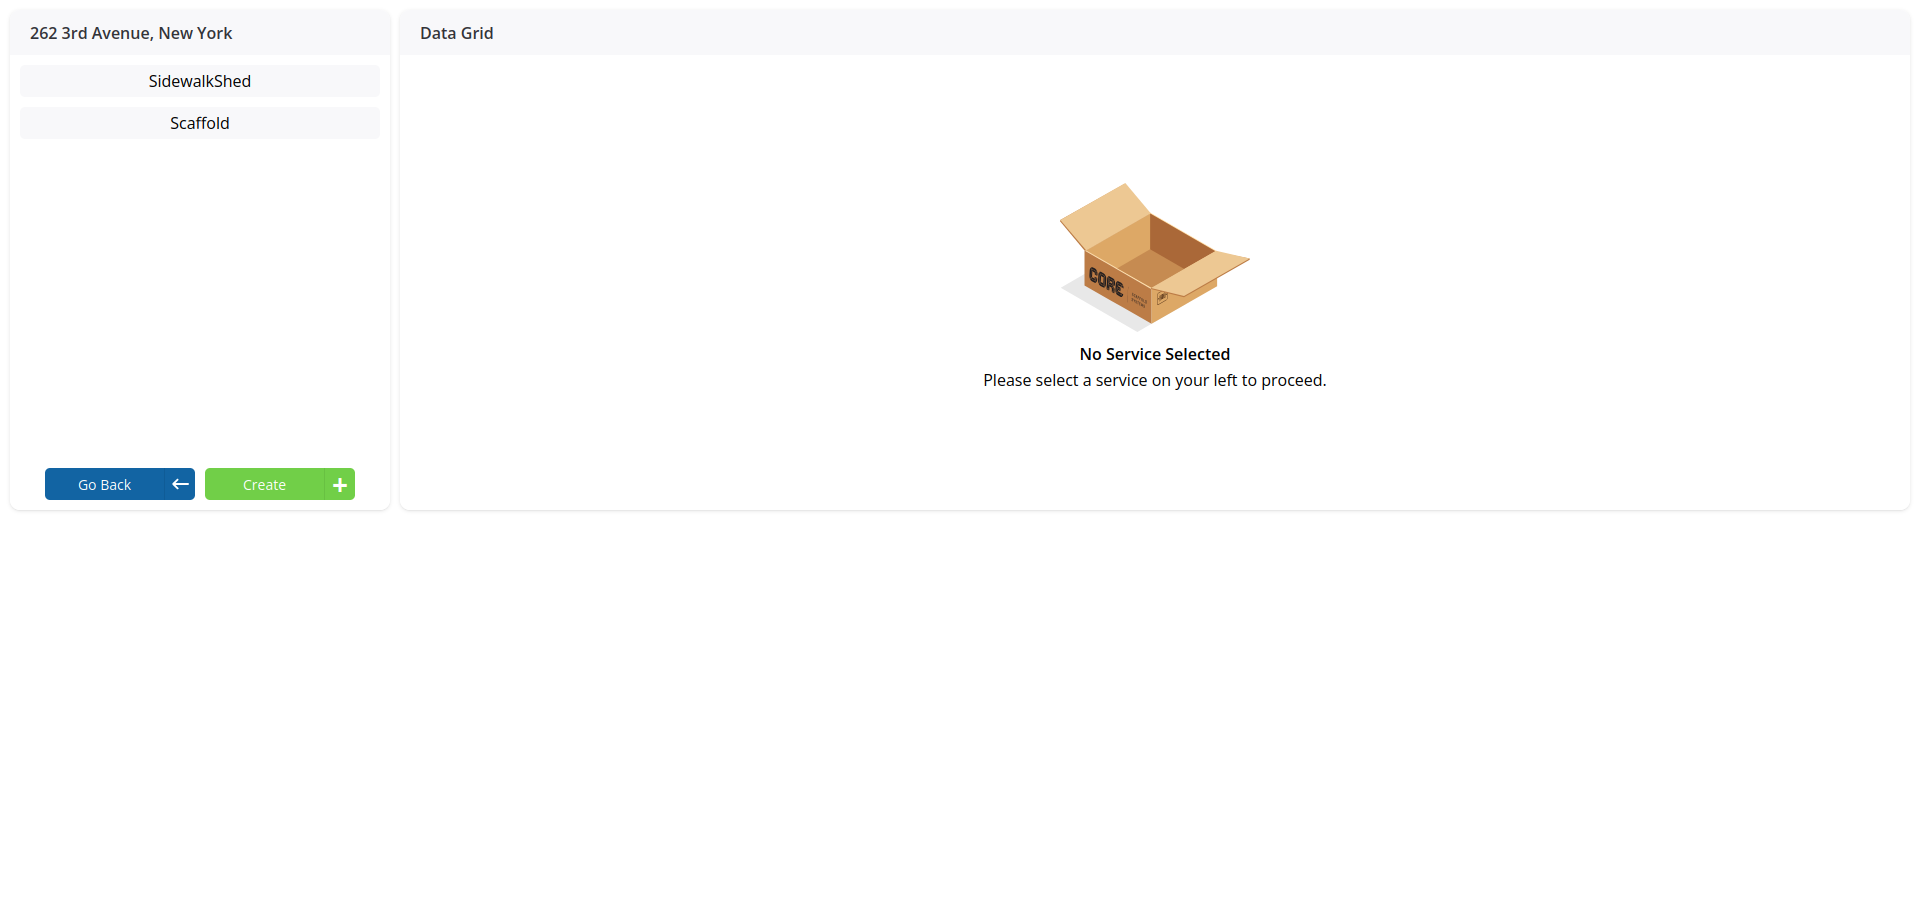 262 3rd Avenue, New York
SidewalkShed
Scaffold
Go Back
Create
Data Grid
CORE
No Service Selected
Please select a service on your left to proceed.